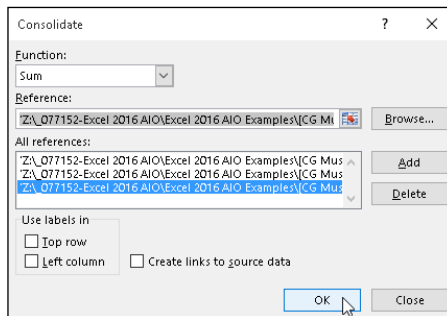 Consolidate ? ×
Function:
Sum
Reference:
'Z:\_077152-Excel 2016 AIO\Excel 2016 AIO Examples\[CG Mu
Browse...
All references:
'Z:\_077152-Excel 2016 AIO\Excel 2016 AIO Examples\[CG Mus
'Z:\_077152-Excel 2016 AIO\Excel 2016 AIO Examples\[CG Mus
'Z:\_077152-Excel 2016 AIO\Excel 2016 AIO Examples\[CG Mus
Add
Delete
Use labels in
Top row
Left column
Create links to source data
OK
Close